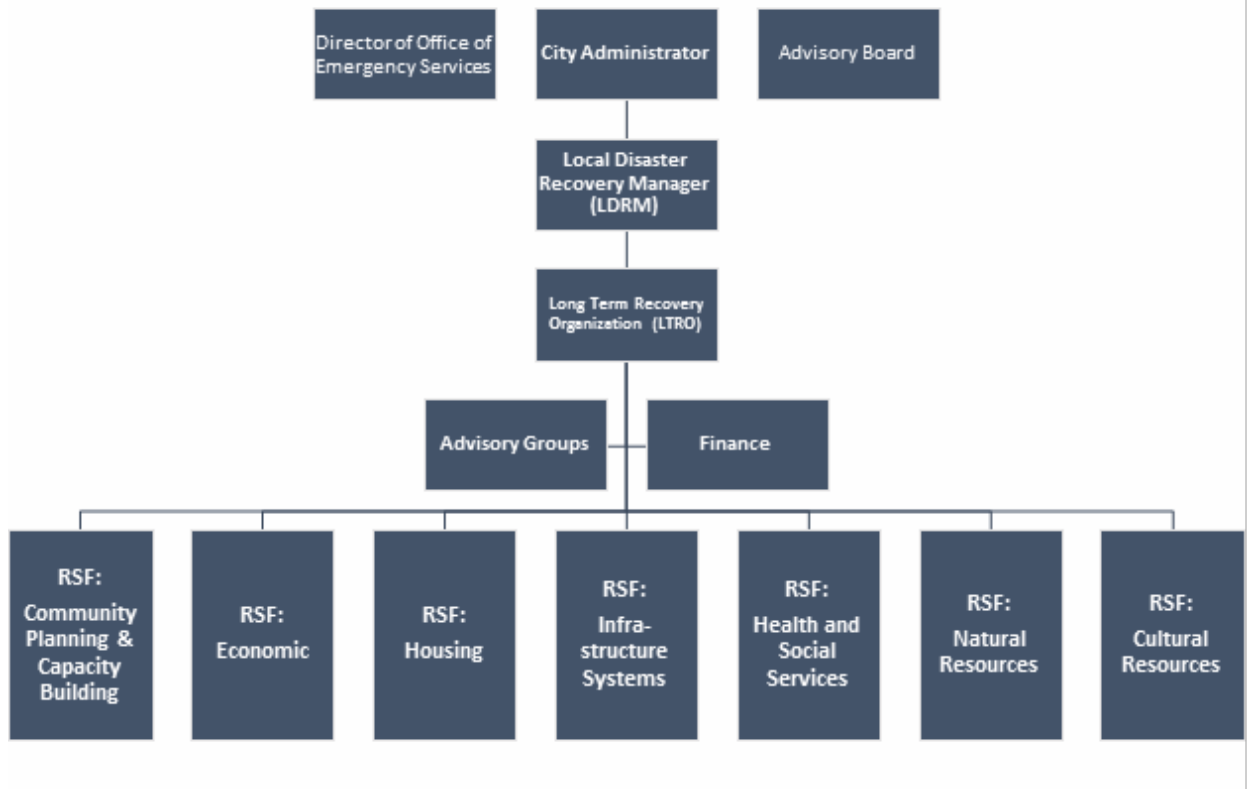 Director of Office of
Emergency Services
City Administrator
Advisory Board
Local Disaster
Recovery Manager
(LDRM)
Long Term Recovery
Organization (LTRO)
Advisory Groups
Finance
RSF:
Community
Planning &
Capacity
Building
RSF:
Economic
RSF:
Housing
RSF:
Infra-
structure
Systems
RSF:
Health and
Social
Services
RSF:
Natural
Resources
RSF:
Cultural
Resources